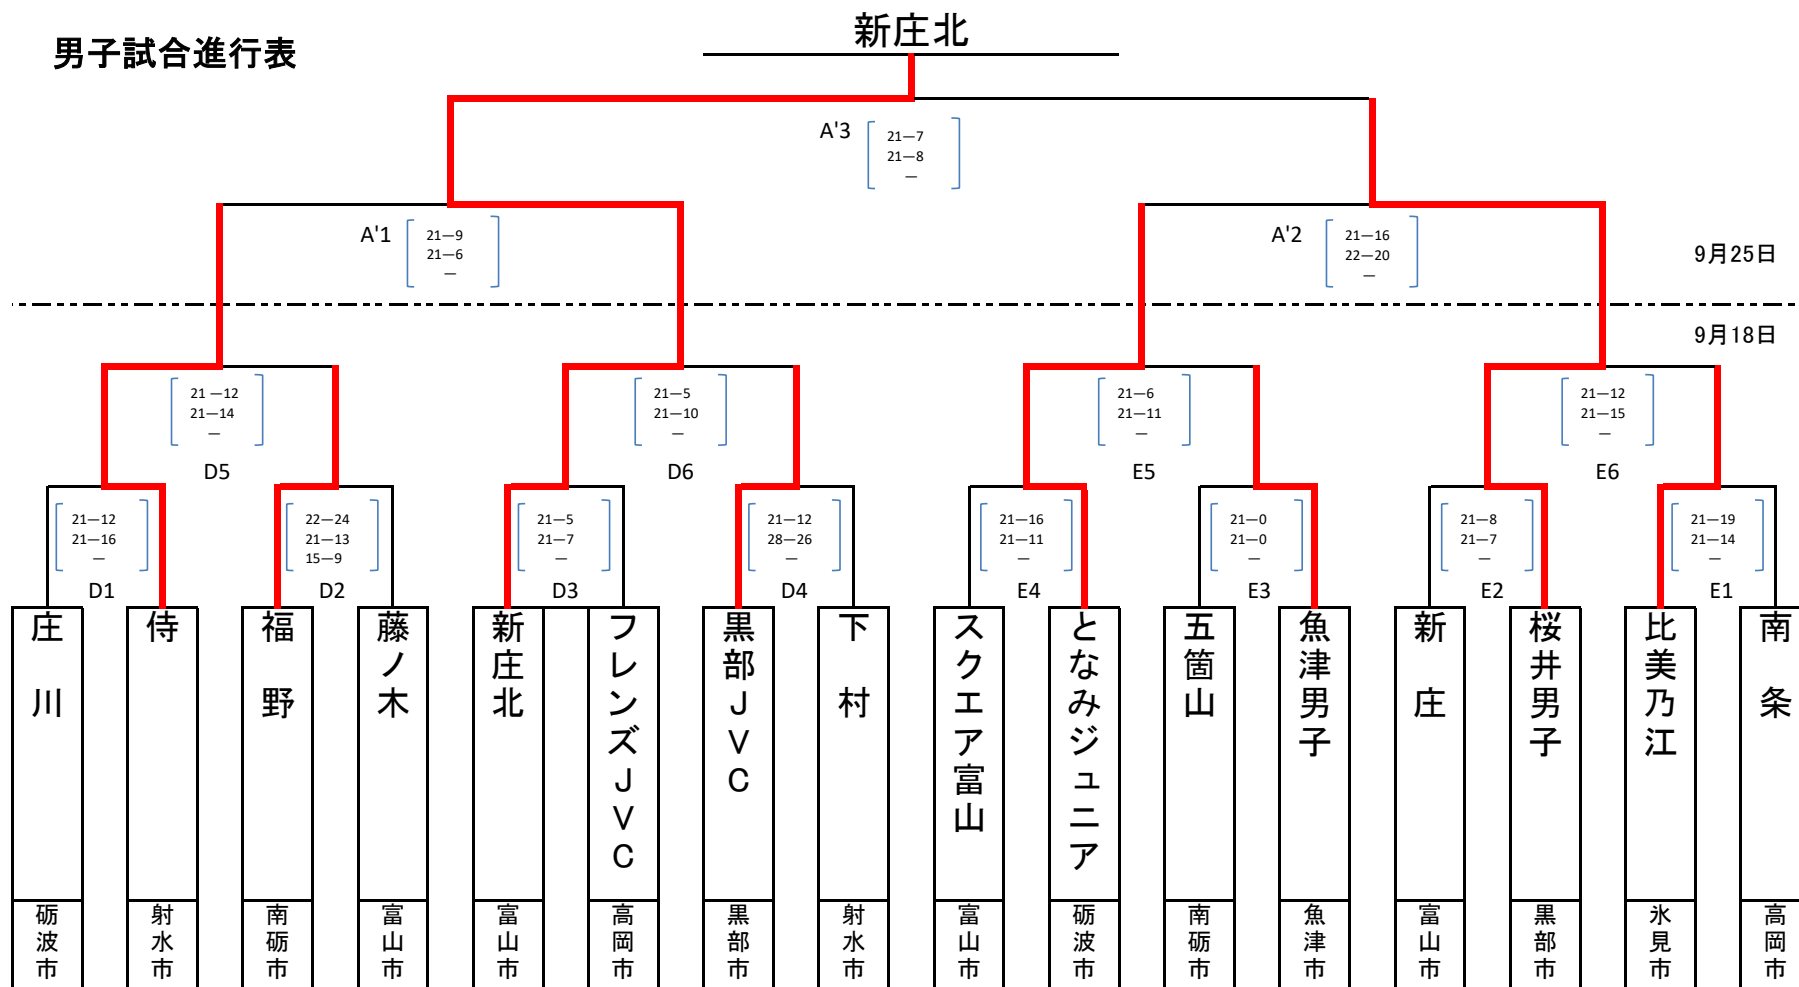 新庄北
男子試合進行表
A'3
21—7
21—8
—
A'1
21—9
21—6
—
A'2
21—16
22—20
—
9月25日
9月18日
21 —12
21—14
—
D5
21—5
21—10
—
D6
21—6
21—11
—
E5
21—12
21—15
—
E6
21—12
21—16
—
D1
22—24
21—13
15—9
D2
21—5
21—7
—
D3
21—12
28—26
—
D4
21—16
21—11
—
E4
21—0
21—0
—
E3
21—8
21—7
—
E2
21—19
21—14
—
E1
庄川
侍
福野
藤ノ木
新庄北
フレンズJVC
黒部JVC
下村
スクエア富山
となみジュニア
五箇山
魚津男子
新庄
桜井男子
比美乃江
南条
砺波市
射水市
南砺市
富山市
富山市
高岡市
黒部市
射水市
富山市
砺波市
南砺市
魚津市
富山市
黒部市
氷見市
高岡市